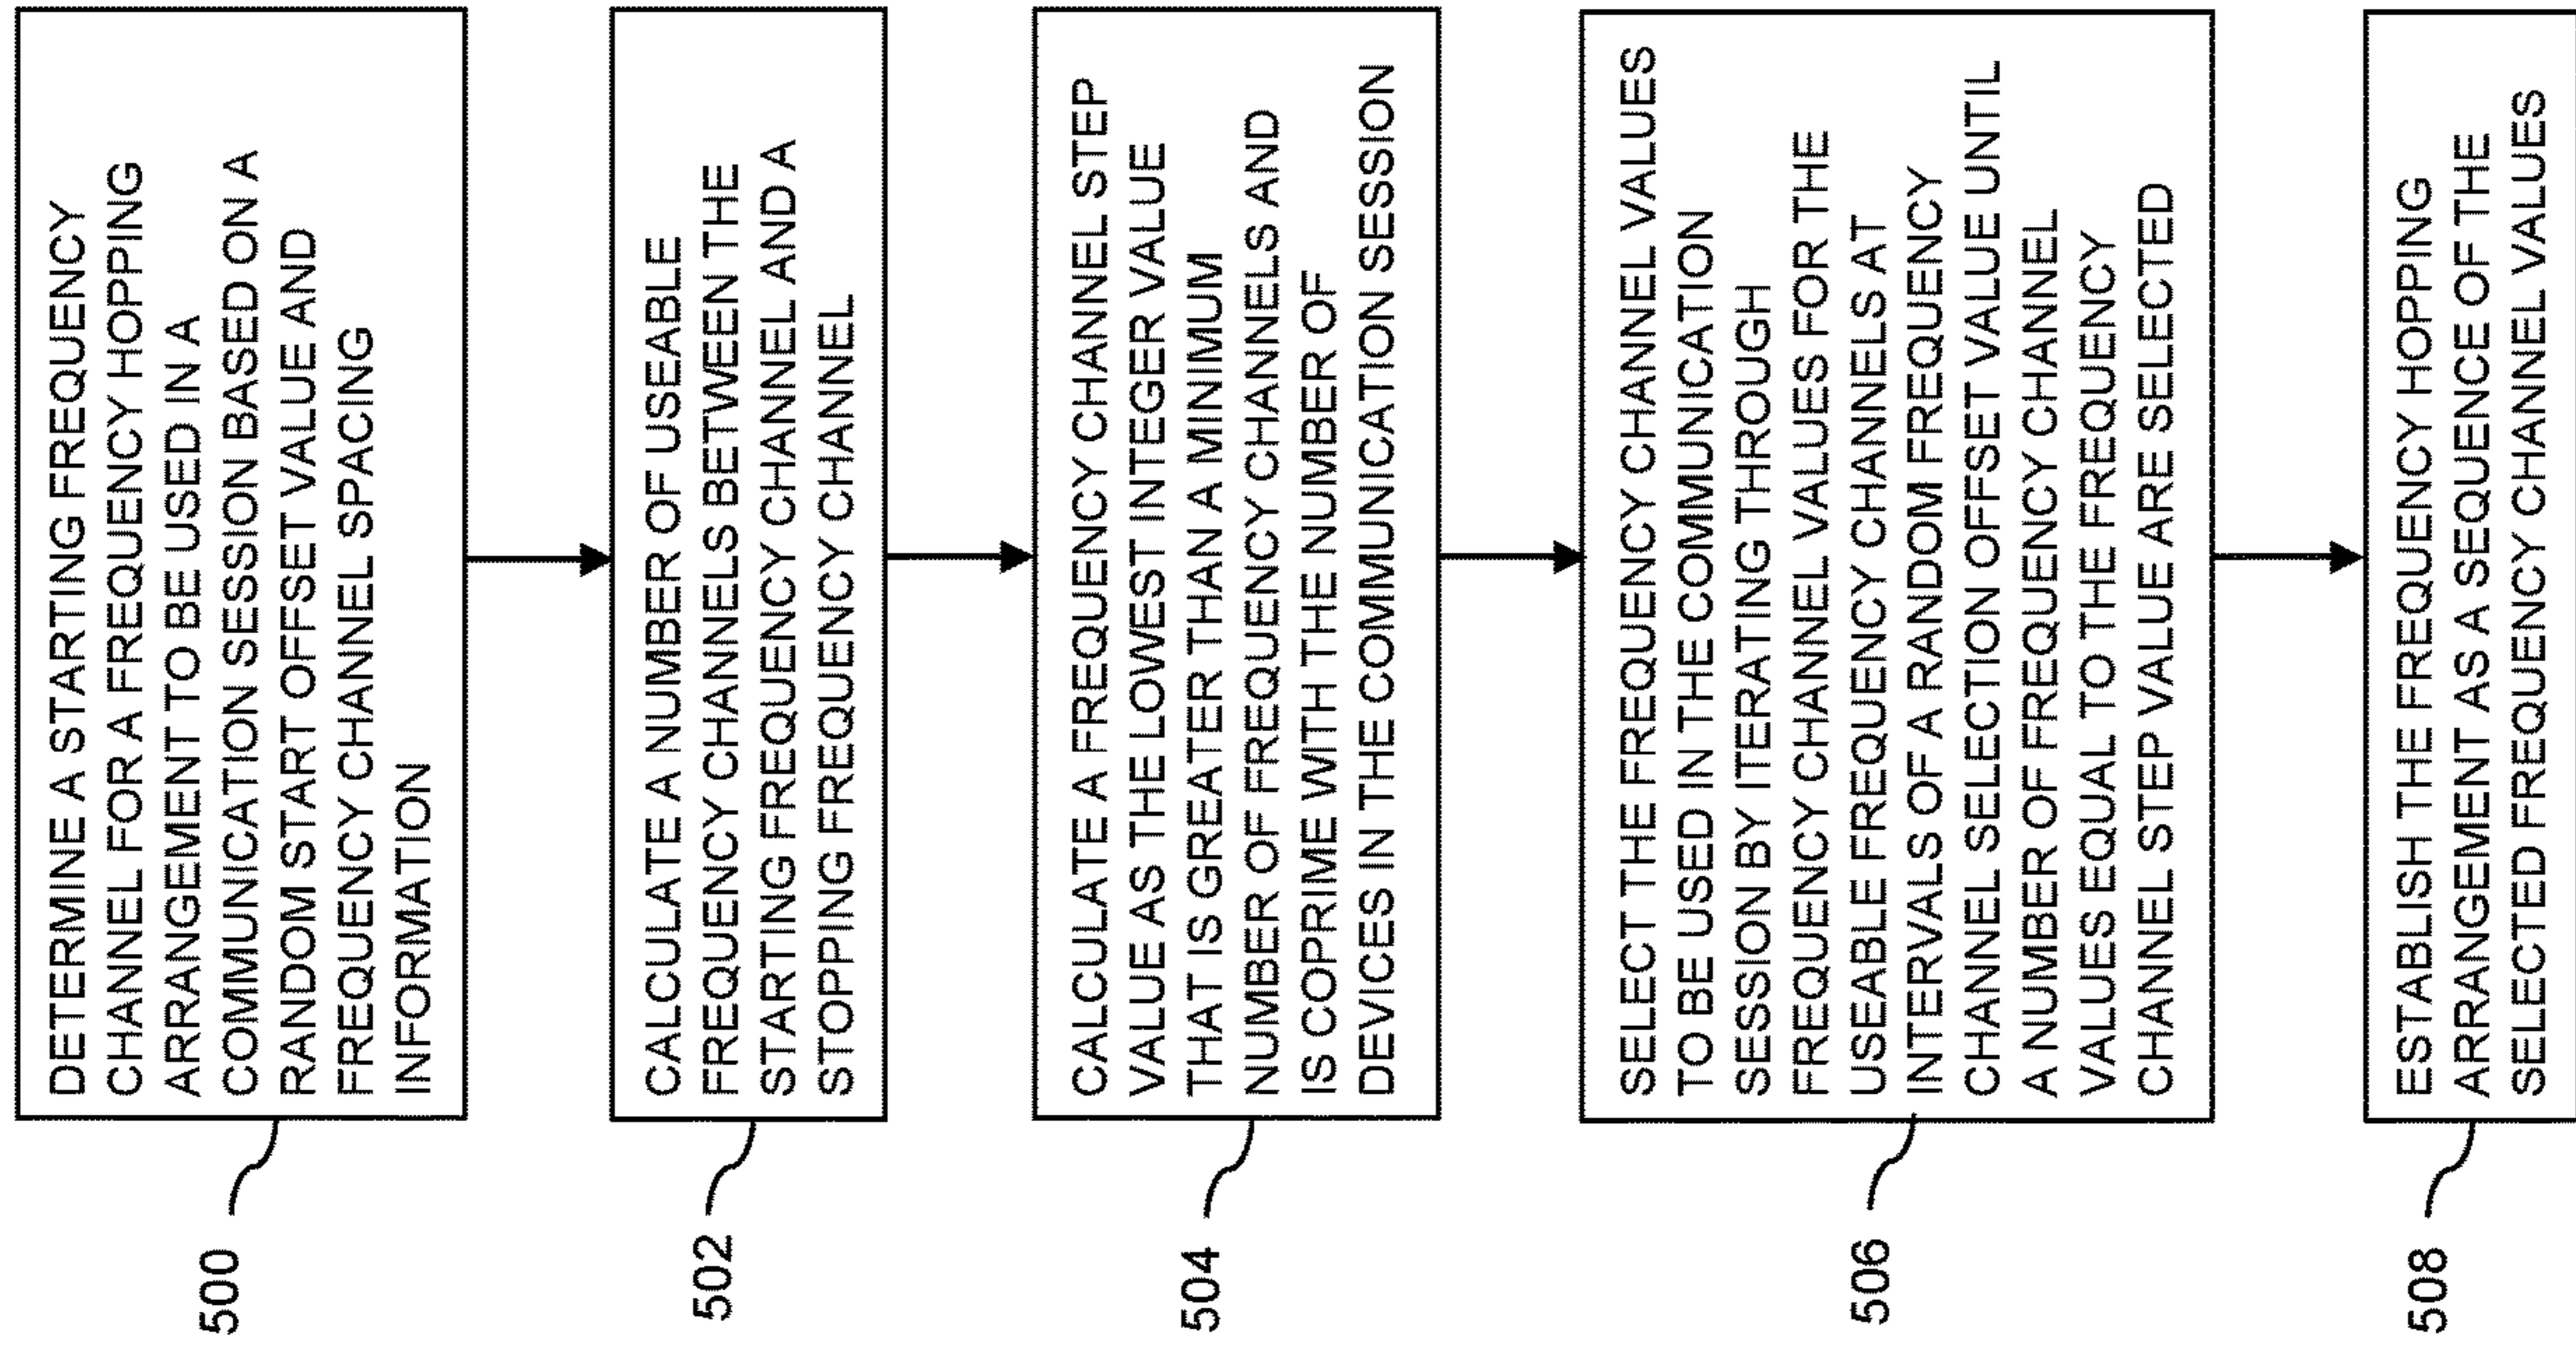 500
DETERMINE A STARTING FREQUENCY
CHANNEL FOR A FREQUENCY HOPPING
ARRANGEMENT TO BE USED IN A
COMMUNICATION SESSION BASED ON A
RANDOM START OFFSET VALUE AND
FREQUENCY CHANNEL SPACING
INFORMATION
502
CALCULATE A NUMBER OF USEABLE
FREQUENCY CHANNELS BETWEEN THE
STARTING FREQUENCY CHANNEL AND A
STOPPING FREQUENCY CHANNEL
504
CALCULATE A FREQUENCY CHANNEL STEP
VALUE AS THE LOWEST INTEGER VALUE
THAT IS GREATER THAN A MINIMUM
NUMBER OF FREQUENCY CHANNELS AND
IS COPRIME WITH THE NUMBER OF
DEVICES IN THE COMMUNICATION SESSION
506
SELECT THE FREQUENCY CHANNEL VALUES
TO BE USED IN THE COMMUNICATION
SESSION BY ITERATING THROUGH
FREQUENCY CHANNEL VALUES FOR THE
USEABLE FREQUENCY CHANNELS AT
INTERVALS OF A RANDOM FREQUENCY
CHANNEL SELECTION OFFSET VALUE UNTIL
A NUMBER OF FREQUENCY CHANNEL
VALUES EQUAL TO THE FREQUENCY
CHANNEL STEP VALUE ARE SELECTED
508
ESTABLISH THE FREQUENCY HOPPING
ARRANGEMENT AS A SEQUENCE OF THE
SELECTED FREQUENCY CHANNEL VALUES